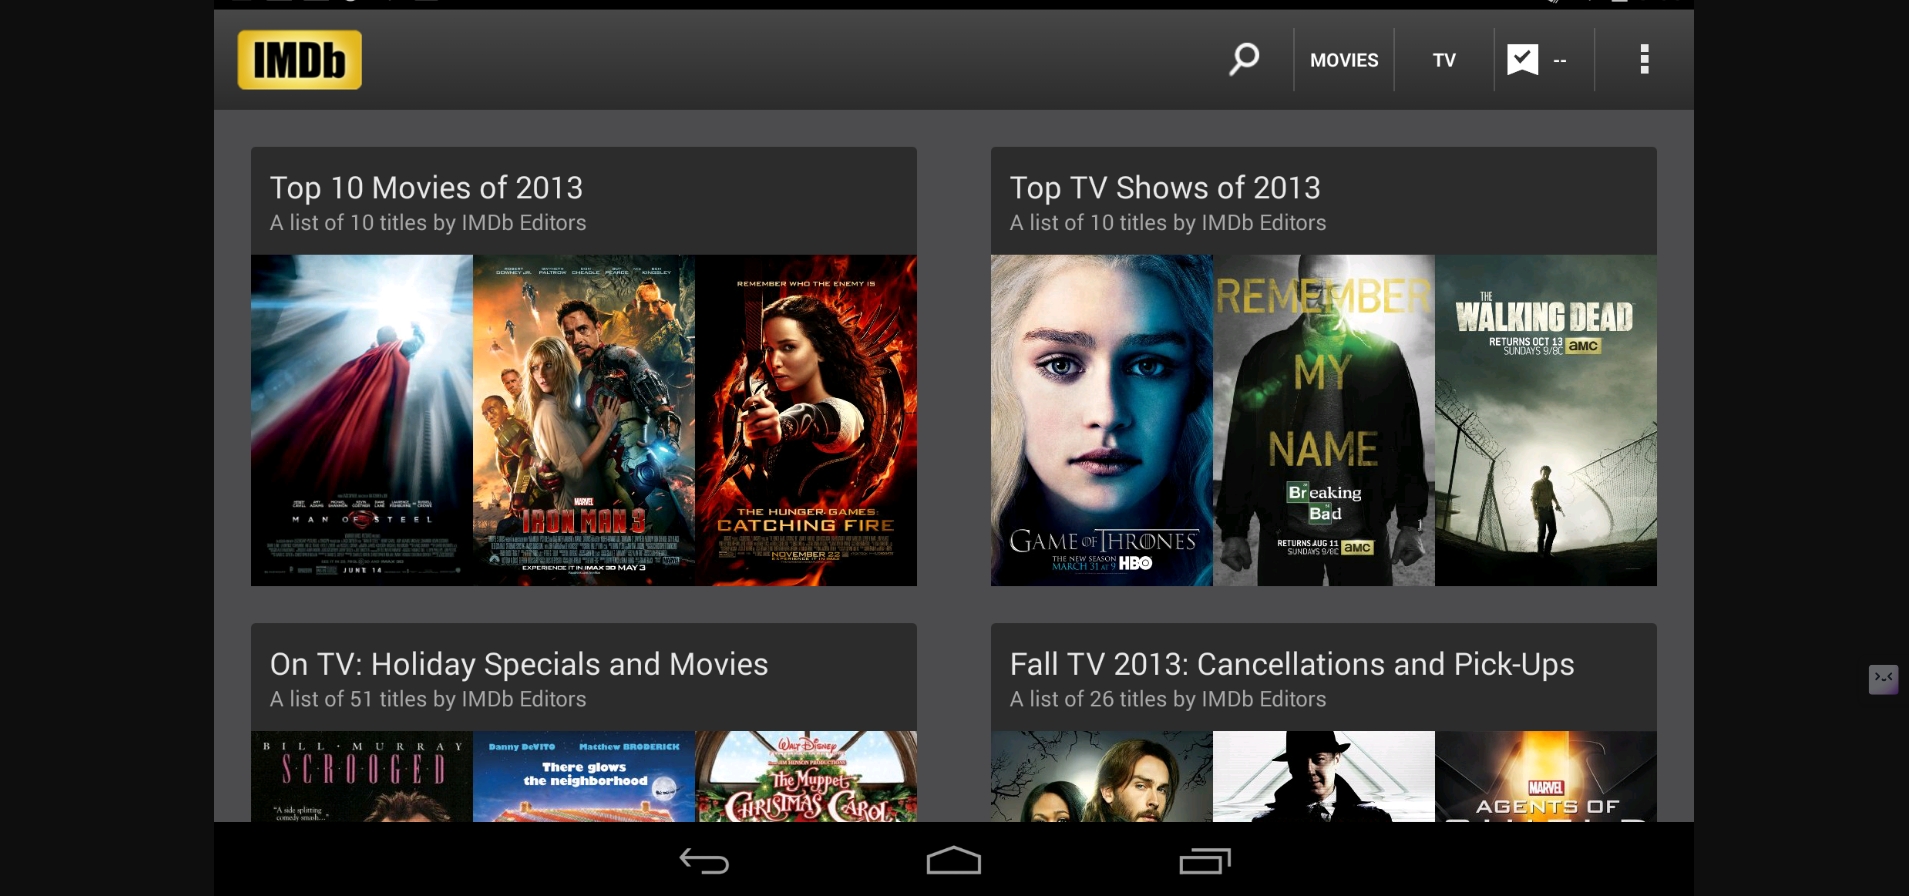 IMDb
MOVIES
TV
--
Top 10 Movies of 2013
A list of 10 titles by IMDb Editors
MAN OF STEEL
JUNE 14
MARVEL
IRON MAN 3
EXPERIENCE IT IN IMAX 3D MAY 3
REMEMBER WHO THE ENEMY IS
THE HUNGER GAMES:
CATCHING FIRE
NOVEMBER 22
Top TV Shows of 2013
A list of 10 titles by IMDb Editors
GAME OF THRONES
THE NEW SEASON
MARCH 31 AT 9 HBO
REMEMBER
MY
NAME
Breaking
Bad
RETURNS AUG 11
SUNDAYS 9/8C amc
THE
WALKING DEAD
RETURNS OCT 13
SUNDAYS 9/8C amc
On TV: Holiday Specials and Movies
A list of 51 titles by IMDb Editors
BILL · MURRAY
SCROOGED
"A side splitting
comedy smash..."
Danny DeVITO Matthew BRODERICK
There glows
the neighborhood
WALT DISNEY
The Muppet
CHRISTMAS CAROL
Fall TV 2013: Cancellations and Pick-Ups
A list of 26 titles by IMDb Editors
MARVEL
AGENTS OF